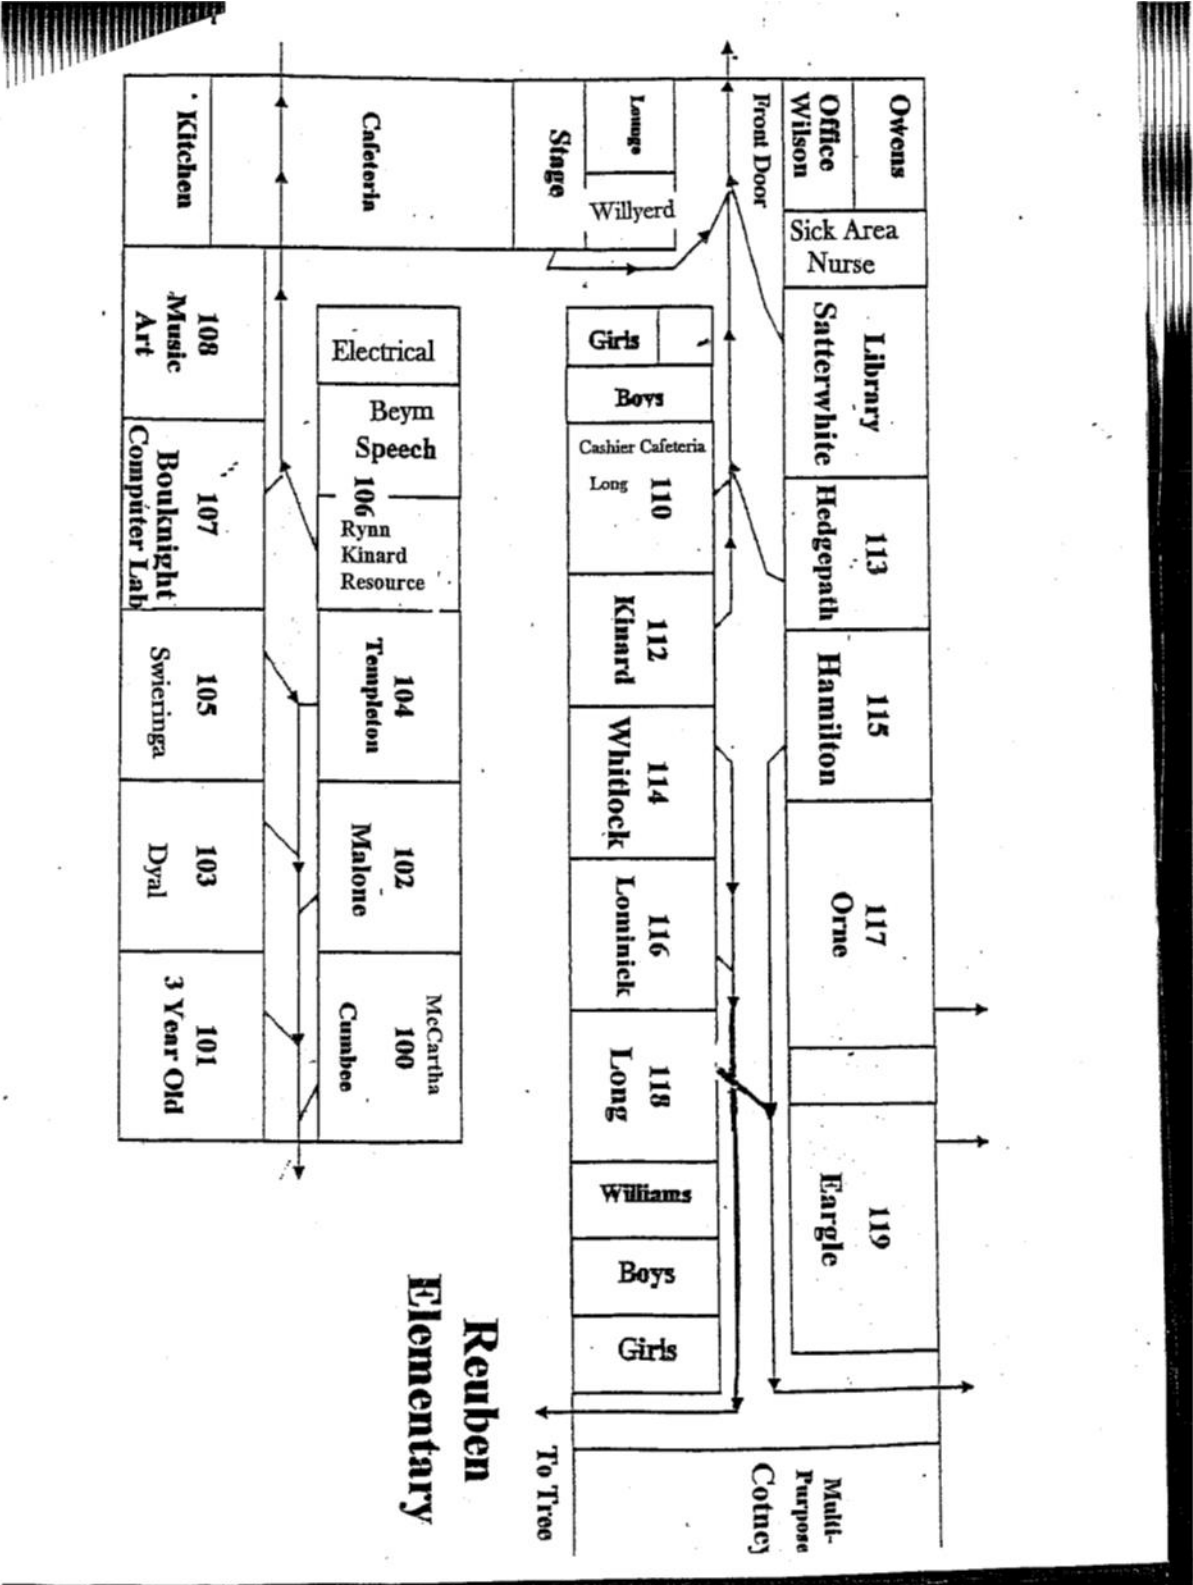 Owens
Office
Wilson
Front Door
Lounge
Willyerd
Stage
Cafeteria
Kitchen
Sick Area
Nurse
Library
Satterwhite
113
Hedgepath
115
Hamilton
117
Orne
119
Eargle
Girls
Boys
Cashier Cafeteria
Long
110
112
Kinard
114
Whitlock
116
Lominick
118
Long
Williams
Boys
Girls
Electrical
Beym
Speech
106
Rynn
Kinard
Resource
104
Templeton
102
Malone
McCartha
100
Cumbee
108
Music
Art
107
Bouknight
Computer Lab
105
Swieringa
103
Dyal
101
3 Year Old
Multi-
Purpose
Cotney
To Tree
Reuben
Elementary